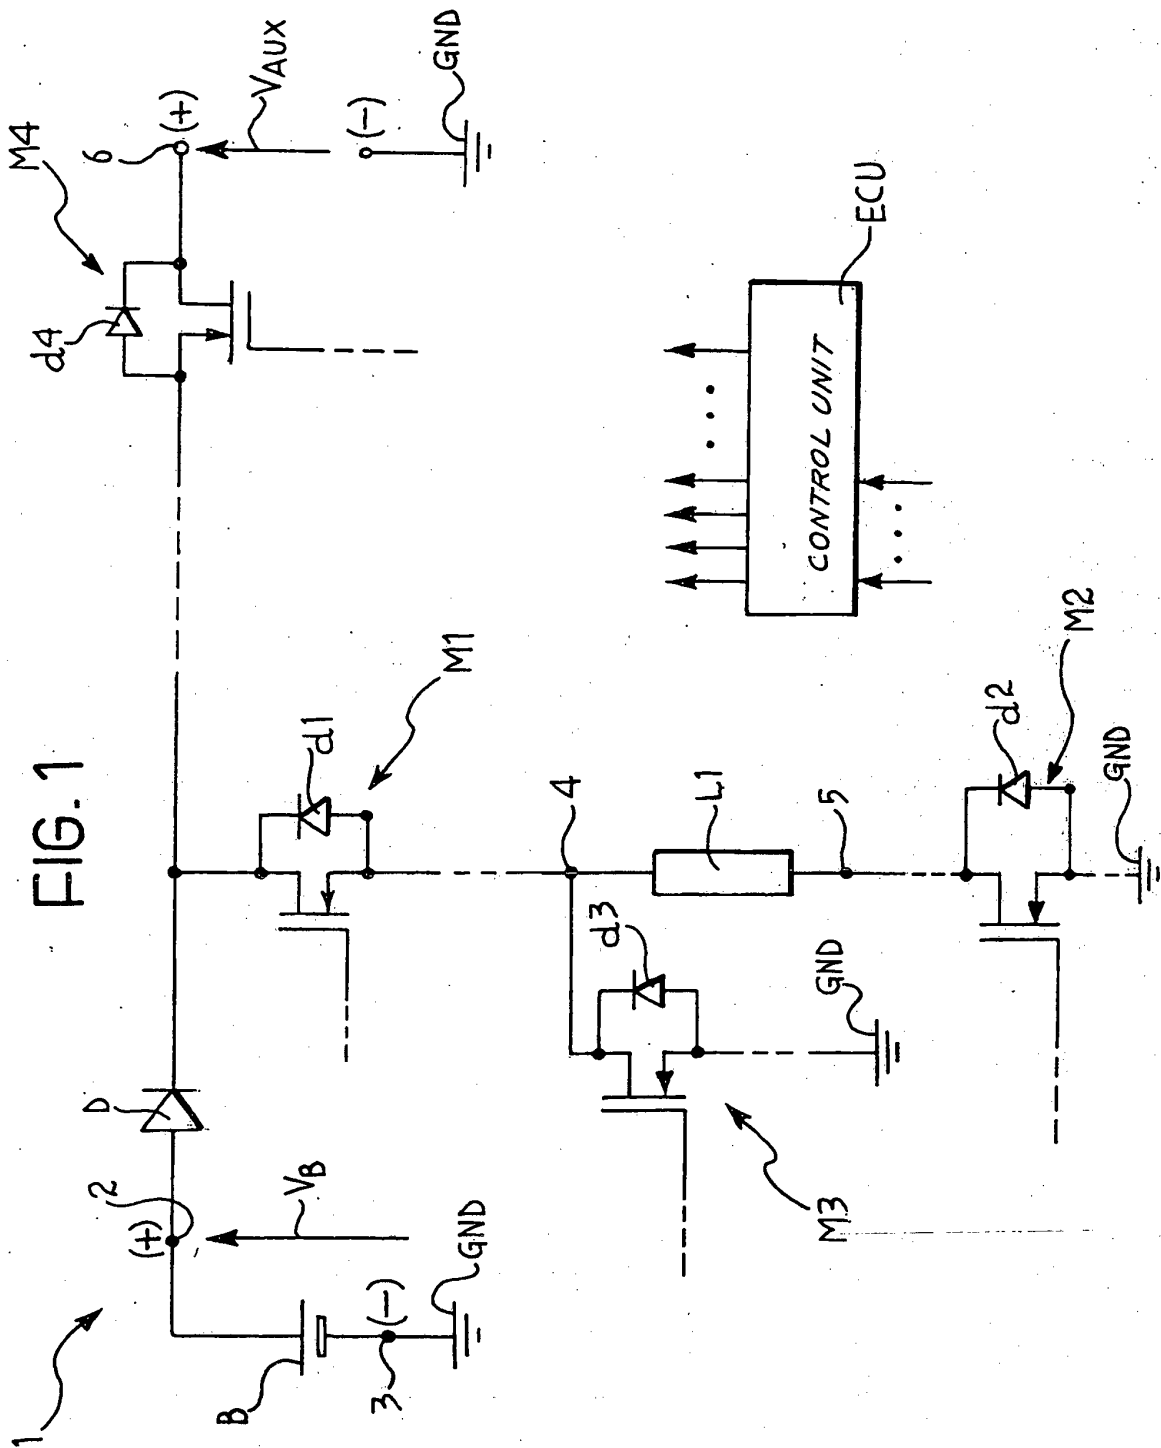 FIG. 1
1
B
3
(-)
GND
(+)
2
VB
D
M4
d4
6
(+)
VAUX
(-)
GND
d1
M1
4
L1
5
d3
GND
M3
d2
M2
GND
CONTROL UNIT
ECU